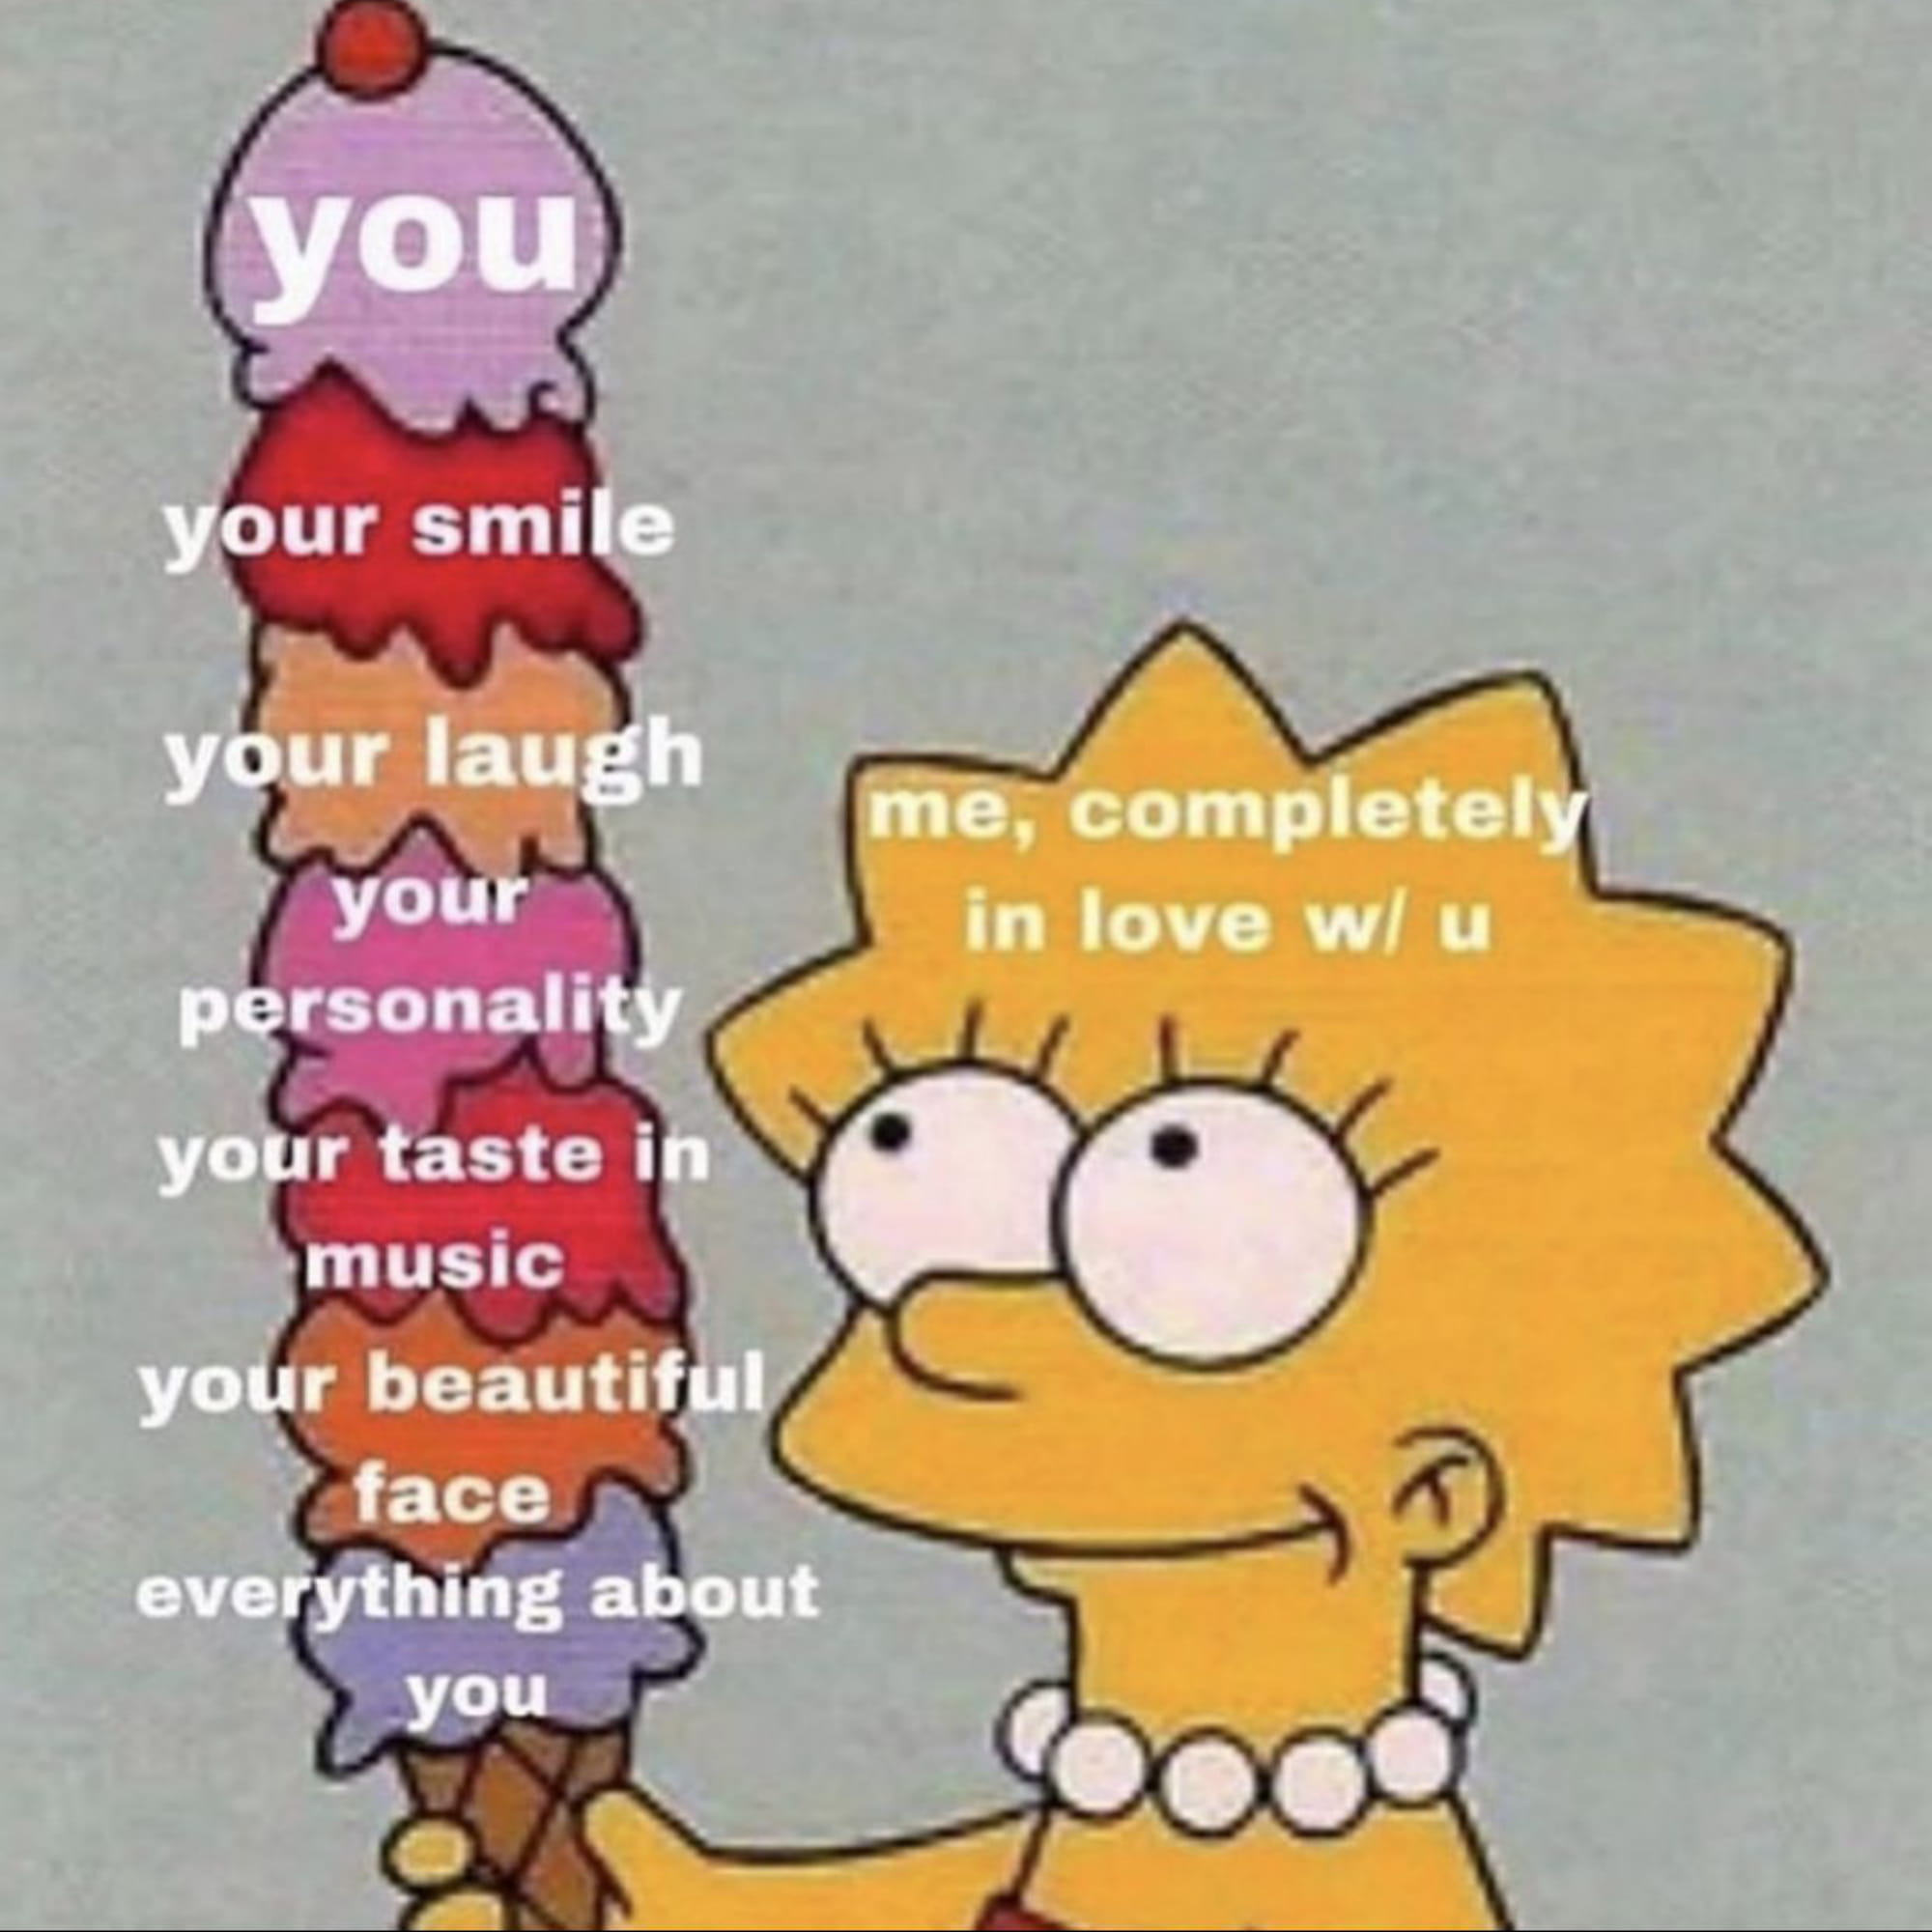 you
your smile
your laugh
your
personality
your taste in
music
your beautiful
face
everything about
you
me, completely
in love w/ u